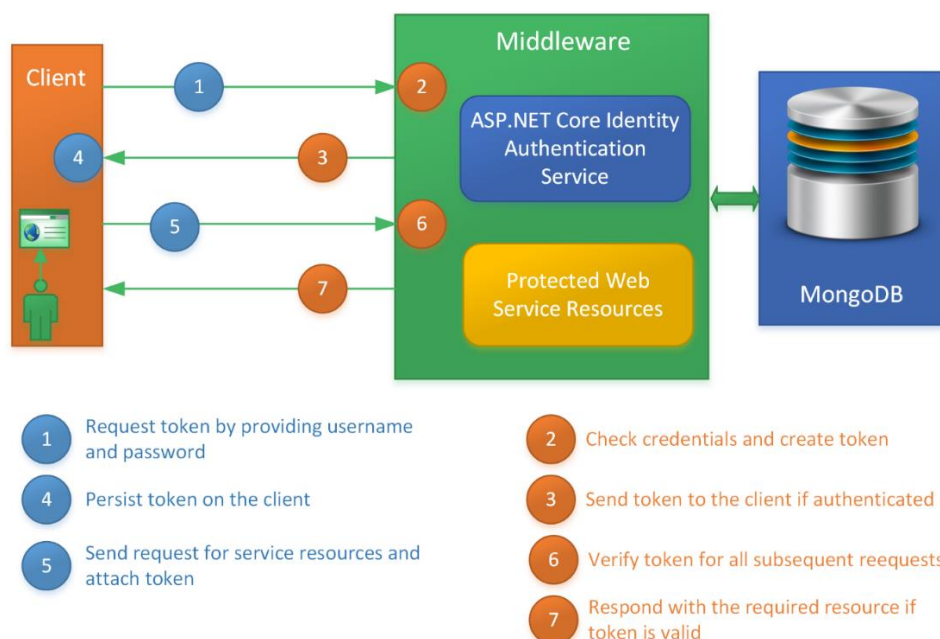 Client
Middleware
1
2
ASP.NET Core Identity
Authentication
Service
3
4
5
6
Protected Web
Service Resources
7
MongoDB
1
Request token by providing username
and password
4
Persist token on the client
5
Send request for service resources and
attach token
2
Check credentials and create token
3
Send token to the client if authenticated
6
Verify token for all subsequent reequests
7
Respond with the required resource if
token is valid